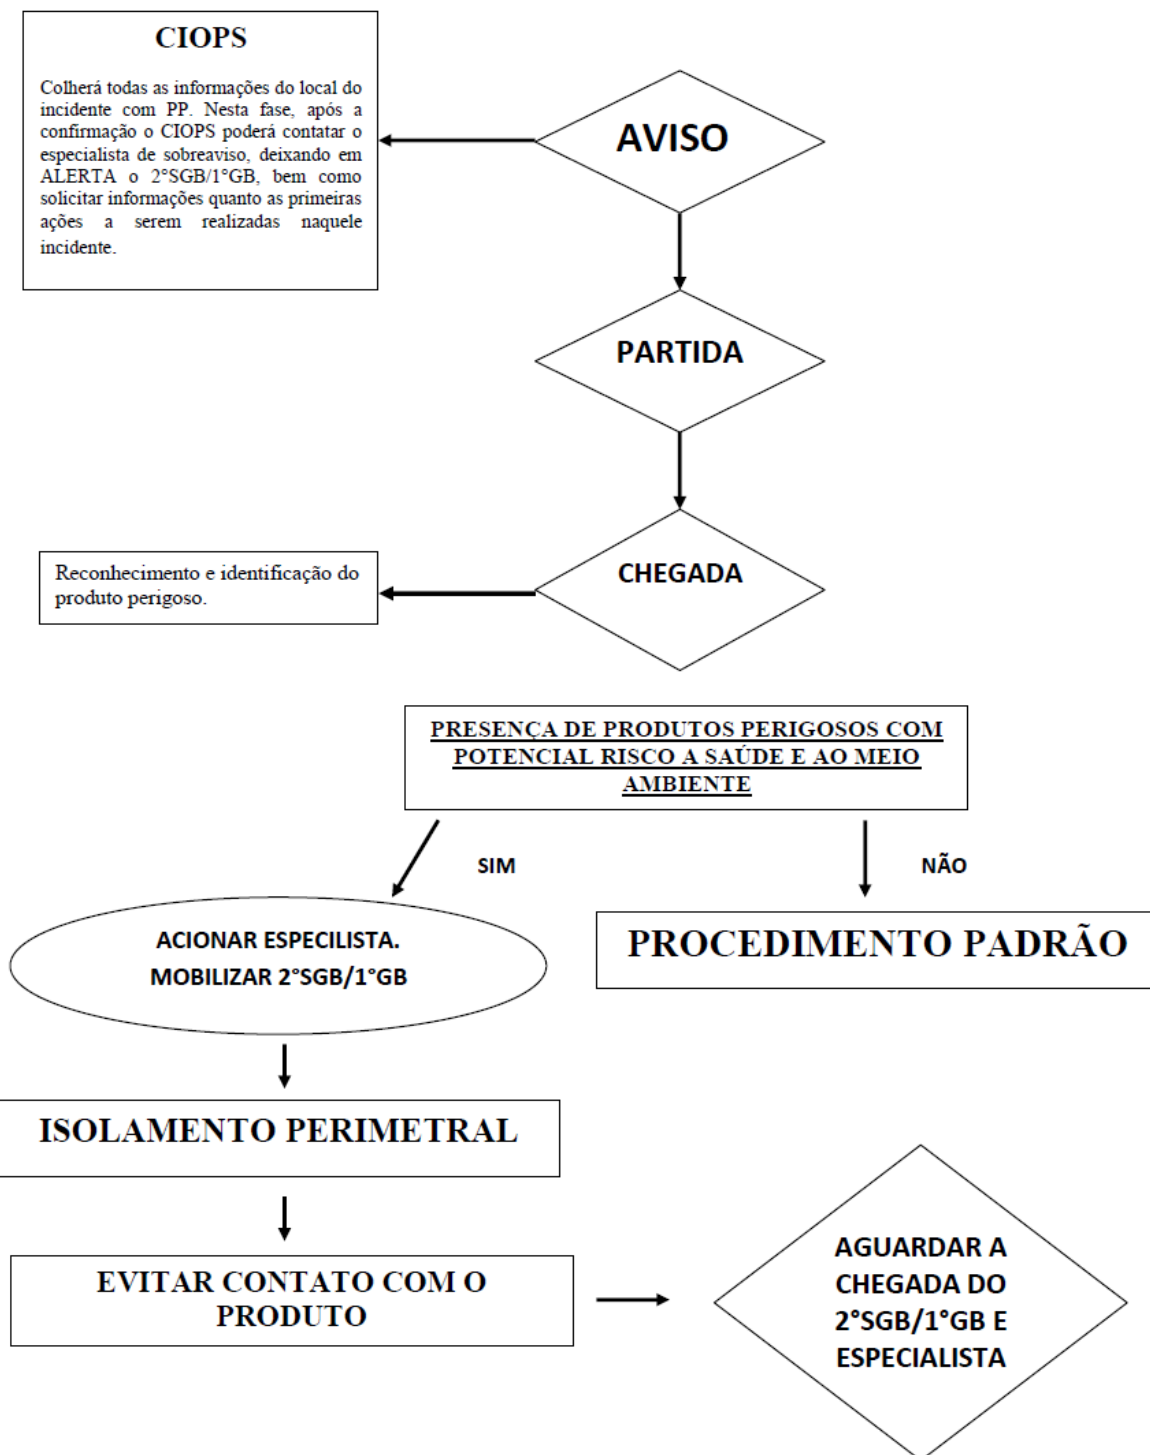 CIOPS
Colherá todas as informações do local do
incidente com PP. Nesta fase, após a
confirmação o CIOPS poderá contatar o
especialista de sobreaviso, deixando em
ALERTA o 2°SGB/1°GB, bem como
solicitar informações quanto as primeiras
ações a serem realizadas naquele
incidente.
AVISO
PARTIDA
CHEGADA
Reconhecimento e identificação do
produto perigoso.
PRESENÇA DE PRODUTOS PERIGOSOS COM
POTENCIAL RISCO A SAÚDE E AO MEIO
AMBIENTE
SIM
NÃO
ACIONAR ESPECILISTA.
MOBILIZAR 2°SGB/1°GB
PROCEDIMENTO PADRÃO
ISOLAMENTO PERIMETRAL
EVITAR CONTATO COM O
PRODUTO
AGUARDAR A
CHEGADA DO
2°SGB/1°GB E
ESPECIALISTA